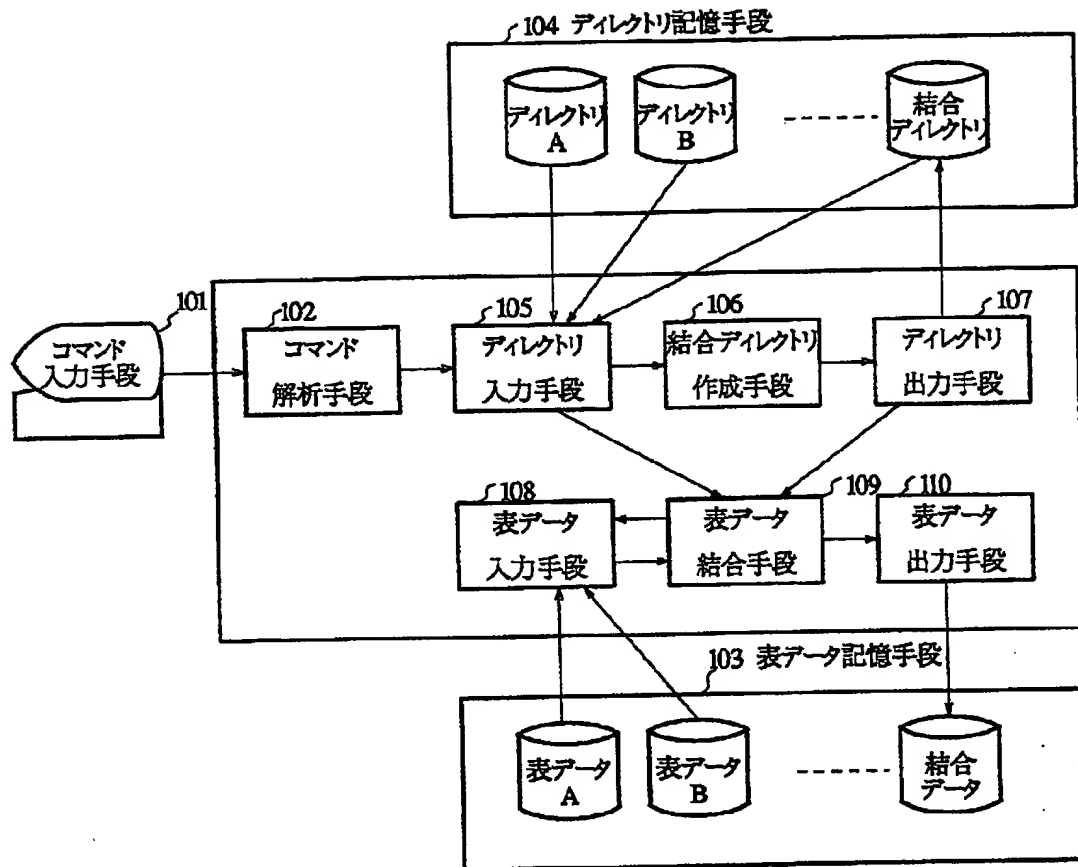 104 ディレクトリ記憶手段
ディレクトリ
A
ディレクトリ
B
結合
ディレクトリ
101
コマンド
入力手段
102
コマンド
解析手段
105
ディレクトリ
入力手段
106
結合ディレクトリ
作成手段
107
ディレクトリ
出力手段
108
表データ
入力手段
109
表データ
結合手段
110
表データ
出力手段
103 表データ記憶手段
表データ
A
表データ
B
結合
データ